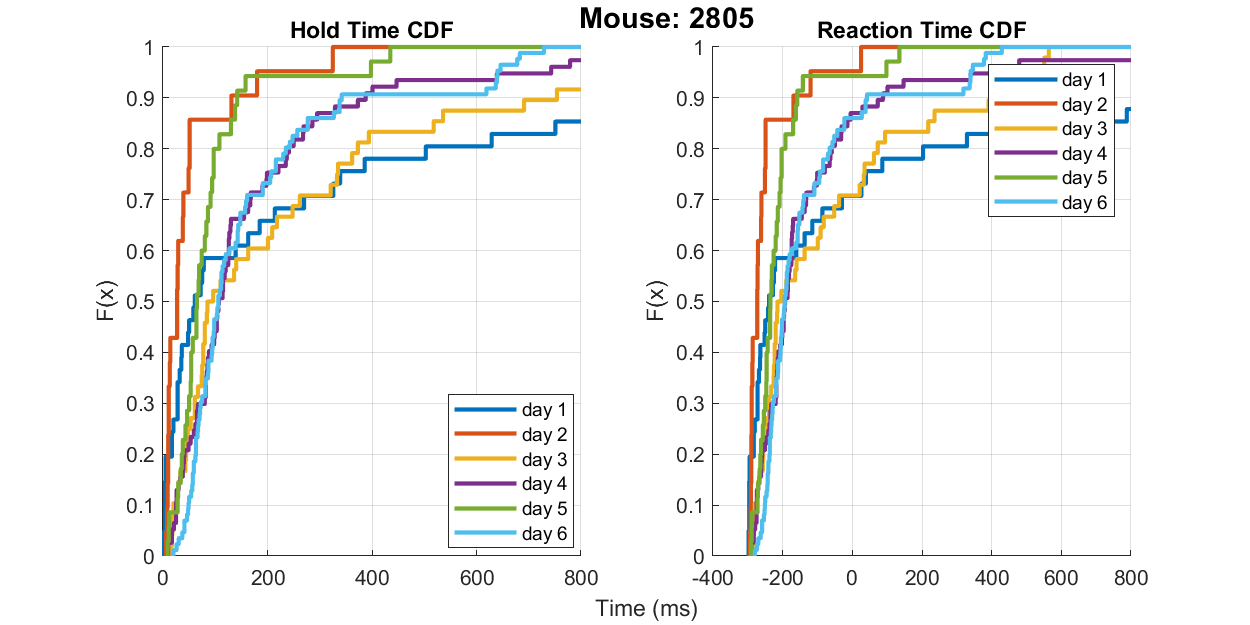 Mouse: 2805
Hold Time CDF
F(x)
1
0.9
0.8
0.7
0.6
0.5
0.4
0.3
0.2
0.1
0
0 200 400 600 800
day 1
day 2
day 3
day 4
day 5
day 6
Reaction Time CDF
F(x)
1
0.9
0.8
0.7
0.6
0.5
0.4
0.3
0.2
0.1
0
-400 -200 0 200 400 600 800
day 1
day 2
day 3
day 4
day 5
day 6
Time (ms)